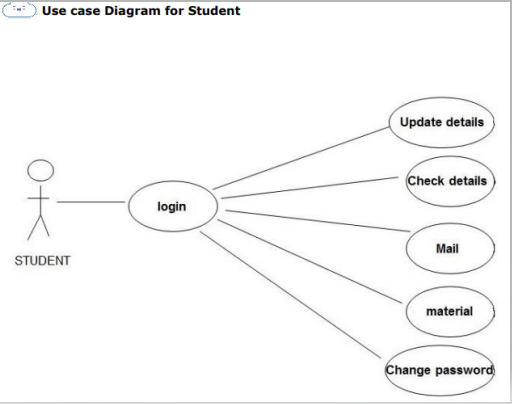 Use case Diagram for Student
Update details
Check details
login
Mail
STUDENT
material
Change password